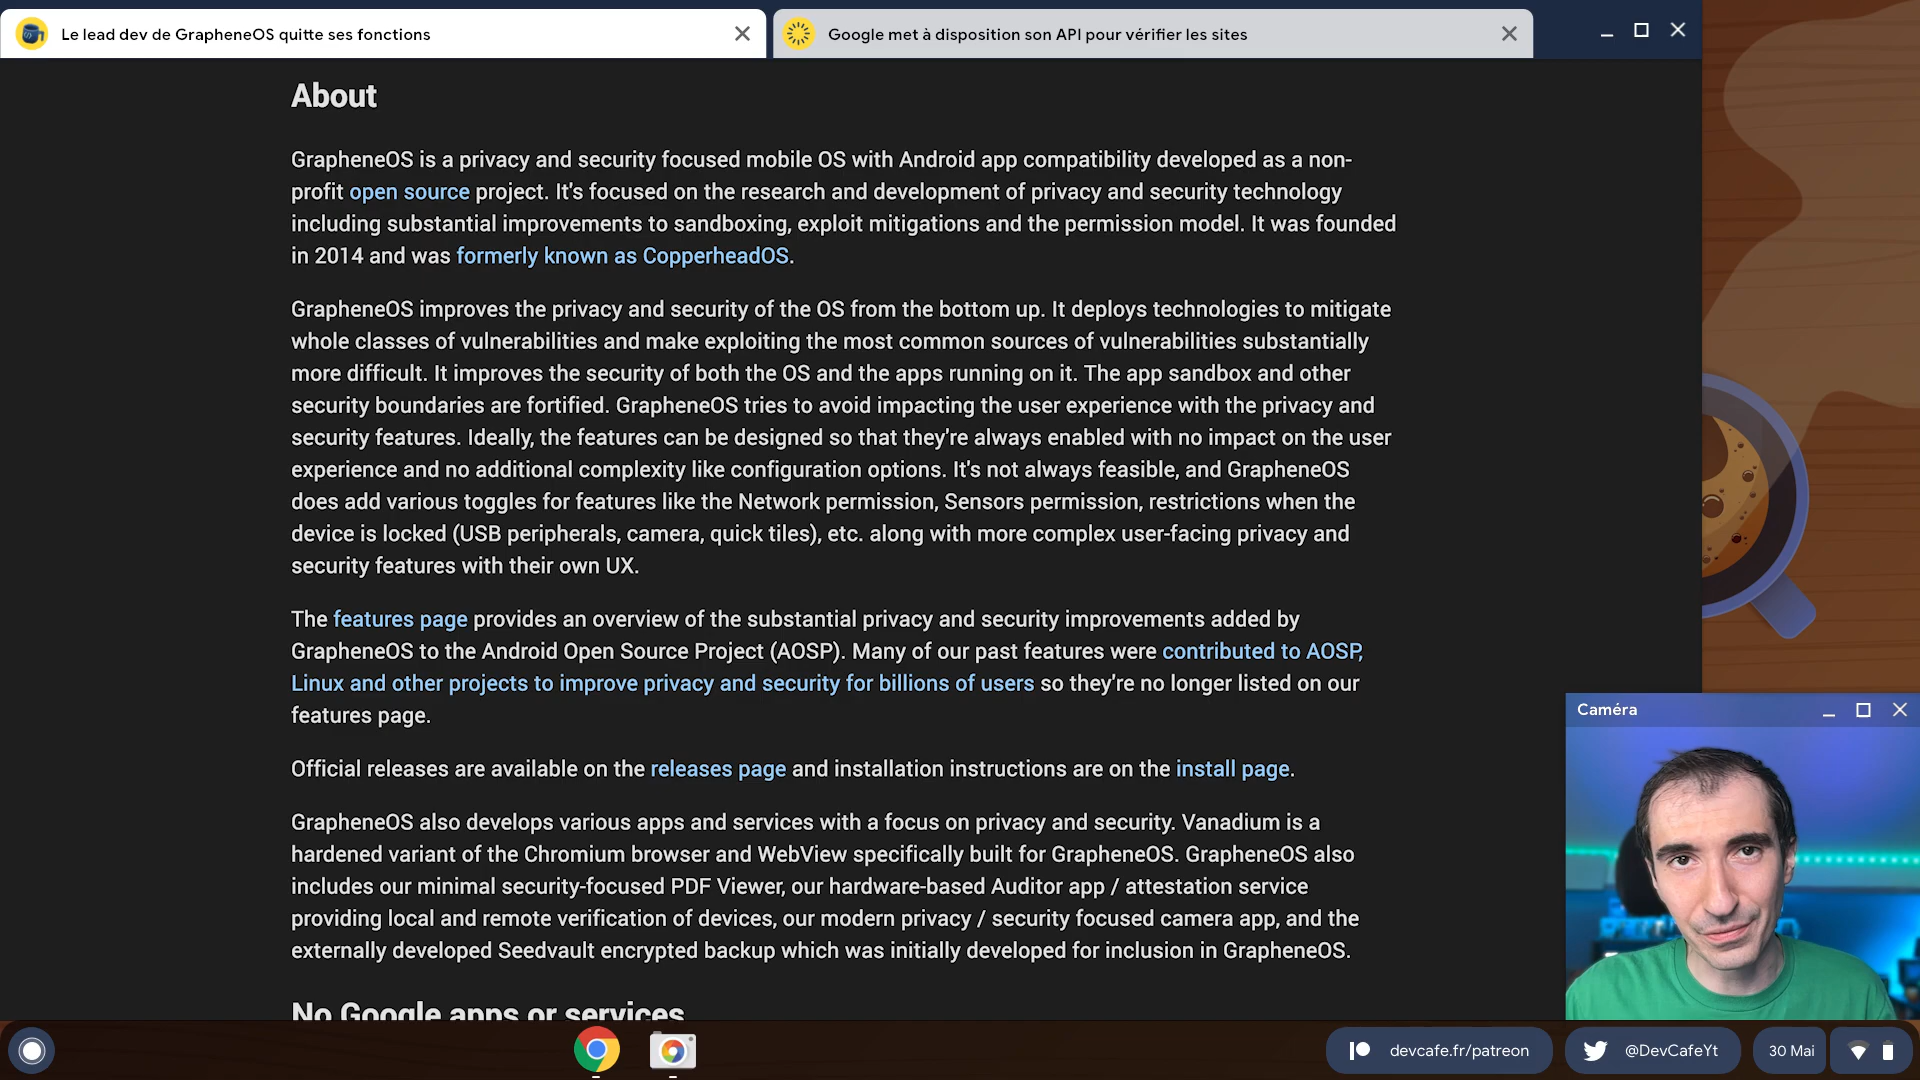 Le lead dev de GrapheneOS quitte ses fonctions
Google met à disposition son API pour vérifier les sites
About
GrapheneOS is a privacy and security focused mobile OS with Android app compatibility developed as a non-
profit open source project. It's focused on the research and development of privacy and security technology
including substantial improvements to sandboxing, exploit mitigations and the permission model. It was founded
in 2014 and was formerly known as CopperheadOS.
GrapheneOS improves the privacy and security of the OS from the bottom up. It deploys technologies to mitigate
whole classes of vulnerabilities and make exploiting the most common sources of vulnerabilities substantially
more difficult. It improves the security of both the OS and the apps running on it. The app sandbox and other
security boundaries are fortified. GrapheneOS tries to avoid impacting the user experience with the privacy and
security features. Ideally, the features can be designed so that they're always enabled with no impact on the user
experience and no additional complexity like configuration options. It's not always feasible, and GrapheneOS
does add various toggles for features like the Network permission, Sensors permission, restrictions when the
device is locked (USB peripherals, camera, quick tiles), etc. along with more complex user-facing privacy and
security features with their own UX.
The features page provides an overview of the substantial privacy and security improvements added by
GrapheneOS to the Android Open Source Project (AOSP). Many of our past features were contributed to AOSP,
Linux and other projects to improve privacy and security for billions of users so they're no longer listed on our
features page.
Official releases are available on the releases page and installation instructions are on the install page.
GrapheneOS also develops various apps and services with a focus on privacy and security. Vanadium is a
hardened variant of the Chromium browser and WebView specifically built for GrapheneOS. GrapheneOS also
includes our minimal security-focused PDF Viewer, our hardware-based Auditor app / attestation service
providing local and remote verification of devices, our modern privacy / security focused camera app, and the
externally developed Seedvault encrypted backup which was initially developed for inclusion in GrapheneOS.
No Google apps or services
Caméra
devcafe.fr/patreon
@DevCafeYt
30 Mai